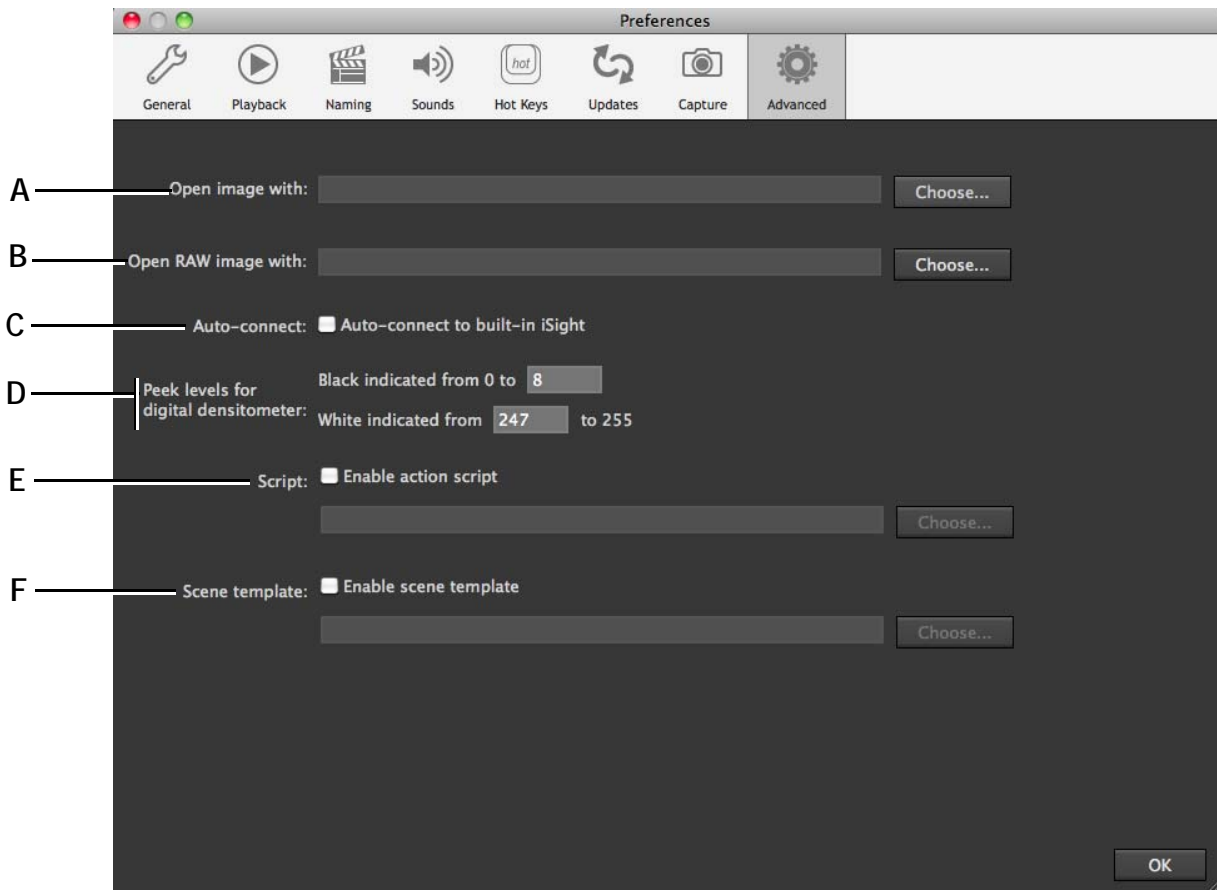 Preferences
General Playback Naming Sounds hot Hot Keys Updates Capture Advanced
A Open image with: Choose...
B Open RAW image with: Choose...
C Auto-connect: Auto-connect to built-in iSight
D Peek levels for digital densitometer:
Black indicated from 0 to 8
White indicated from 247 to 255
E Script: Enable action script
Choose...
F Scene template: Enable scene template
Choose...
OK